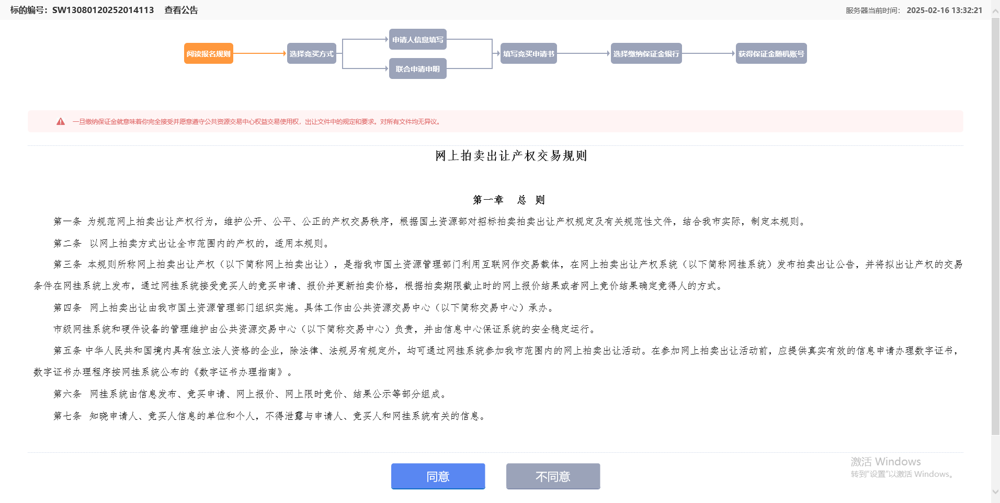 标的编号：SW13080120252014113 查看公告 服务器当前时间： 2025-02-16 13:32:21
申请人信息填写
阅读报名规则 选择竞买方式 填写竞买申请书 选择缴纳保证金银行 获得保证金随机账号
联合申请申明
一旦缴纳保证金就意味着你完全接受并愿意遵守公共资源交易中心权益交易使用权，出让文件中的规定和要求。对所有文件均无异议。
网上拍卖出让产权交易规则
第一章 总 则
第一条 为规范网上拍卖出让产权行为，维护公开、公平、公正的产权交易秩序，根据国土资源部对招标拍卖拍卖出让产权规定及有关规范性文件，结合我市实际，制定本规则。
第二条 以网上拍卖方式出让全市范围内的产权的，适用本规则。
第三条 本规则所称网上拍卖出让产权（以下简称网上拍卖出让），是指我市国土资源管理部门利用互联网作交易载体，在网上拍卖出让产权系统（以下简称网挂系统）发布拍卖出让公告，并将拟出让产权的交易
条件在网挂系统上发布，通过网挂系统接受竞买人的竞买申请、报价并更新拍卖价格，根据拍卖期限截止时的网上报价结果或者网上竞价结果确定竞得人的方式。
第四条 网上拍卖出让由我市国土资源管理部门组织实施。具体工作由公共资源交易中心（以下简称交易中心）承办。
市级网挂系统和硬件设备的管理维护由公共资源交易中心（以下简称交易中心）负责，并由信息中心保证系统的安全稳定运行。
第五条 中华人民共和国境内具有独立法人资格的企业，除法律、法规另有规定外，均可通过网挂系统参加我市范围内的网上拍卖出让活动。在参加网上拍卖出让活动前，应提供真实有效的信息申请办理数字证书，
数字证书办理程序按网挂系统公布的《数字证书办理指南》。
第六条 网挂系统由信息发布、竞买申请、网上报价、网上限时竞价、结果公示等部分组成。
第七条 知晓申请人、竞买人信息的单位和个人，不得泄露与申请人、竞买人和网挂系统有关的信息。
同意 不同意
激活 Windows
转到“设置”以激活 Windows。